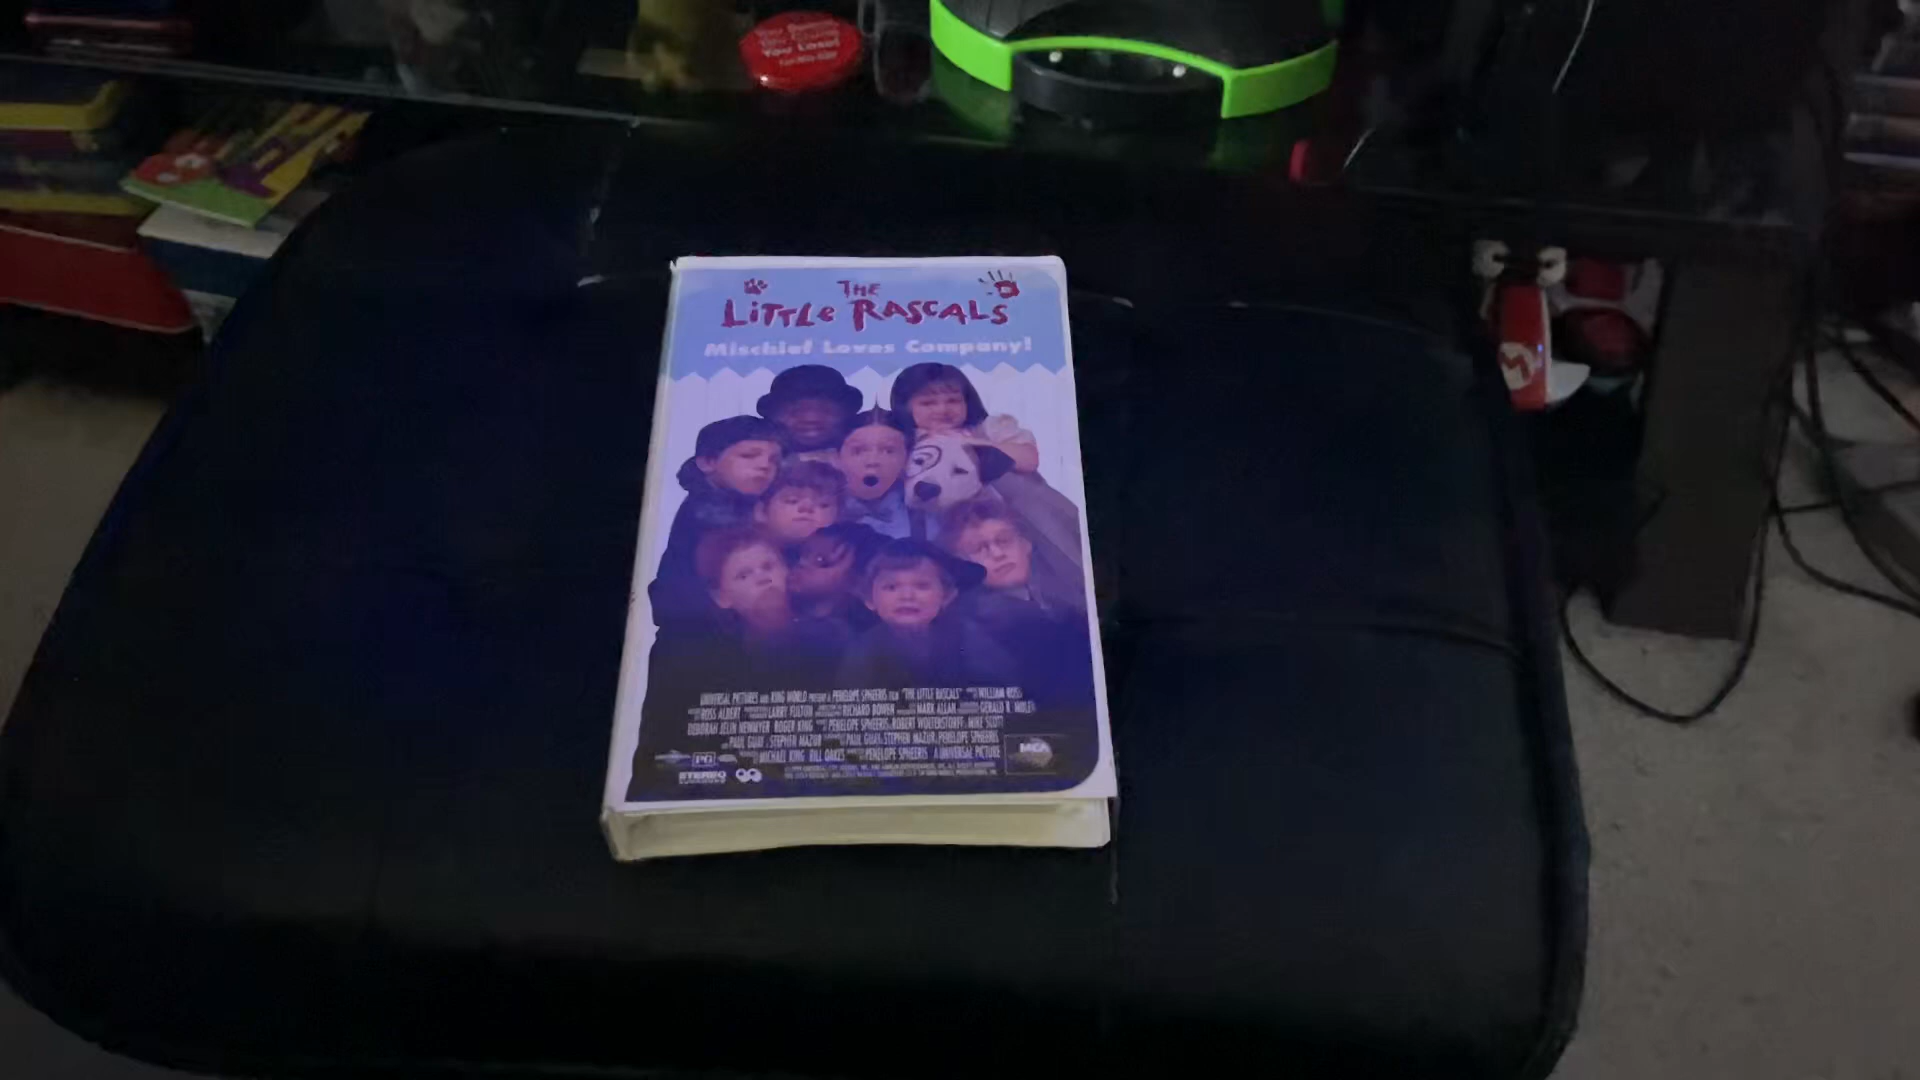 You Lose!
THE
LiTTLe RASCALS
Mischief Loves Company!
UNIVERSAL PICTURES AND KING WORLD PRESENT A PENELOPE SPHEERIS FILM "THE LITTLE RASCALS" WILLIAM ROSS
ROSS ALBERT LARRY FULTON RICHARD BOWEN MARK ALLAN GERALD R. MOLEN
DEBORAH JELIN NEWMYER ROGER KING PENELOPE SPHEERIS ROBERT WOLTERSTORFF MIKE SCOTT
PAUL GUAY & STEPHEN MAZUR PAUL GUAY STEPHEN MAZUR PENELOPE SPHEERIS
MICHAEL KING BILL OAKES PENELOPE SPHEERIS A UNIVERSAL PICTURE
PG
MCA
STEREO
M